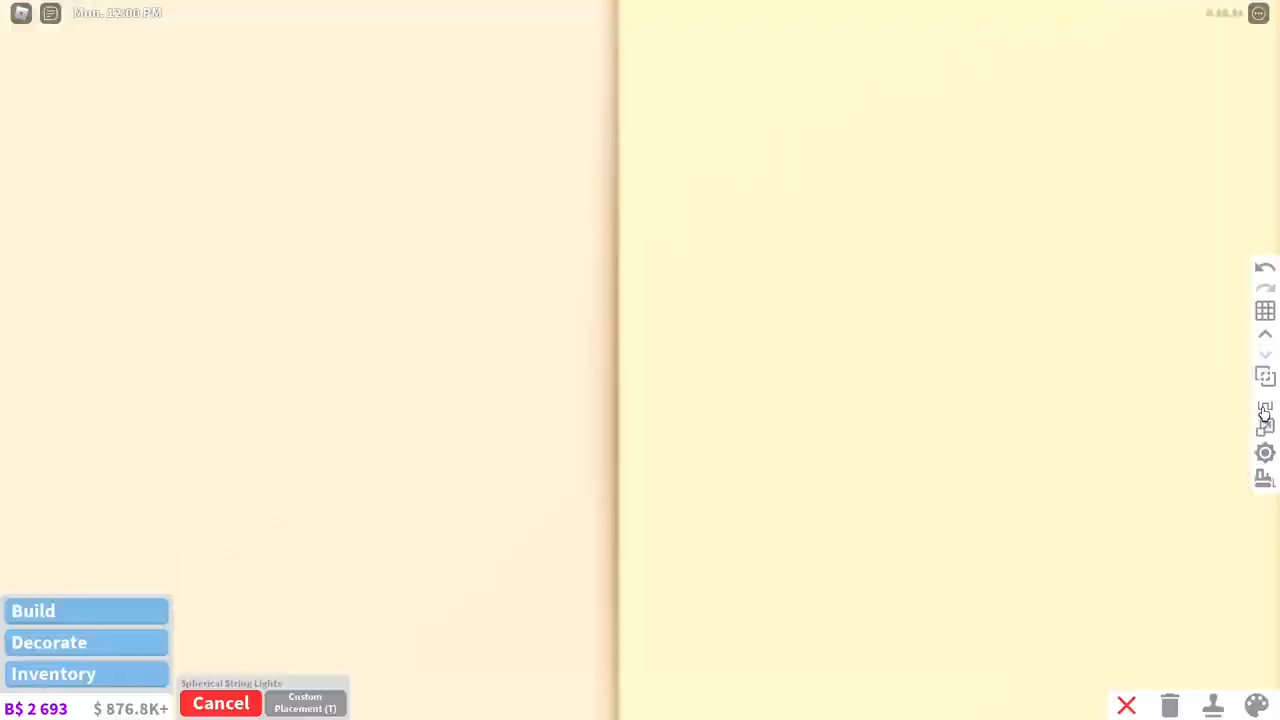 Mon. 12:00 PM
Build
Decorate
Inventory
B$ 2 693
$ 876.8K+
Spherical String Lights
Cancel
Custom
Placement (T)